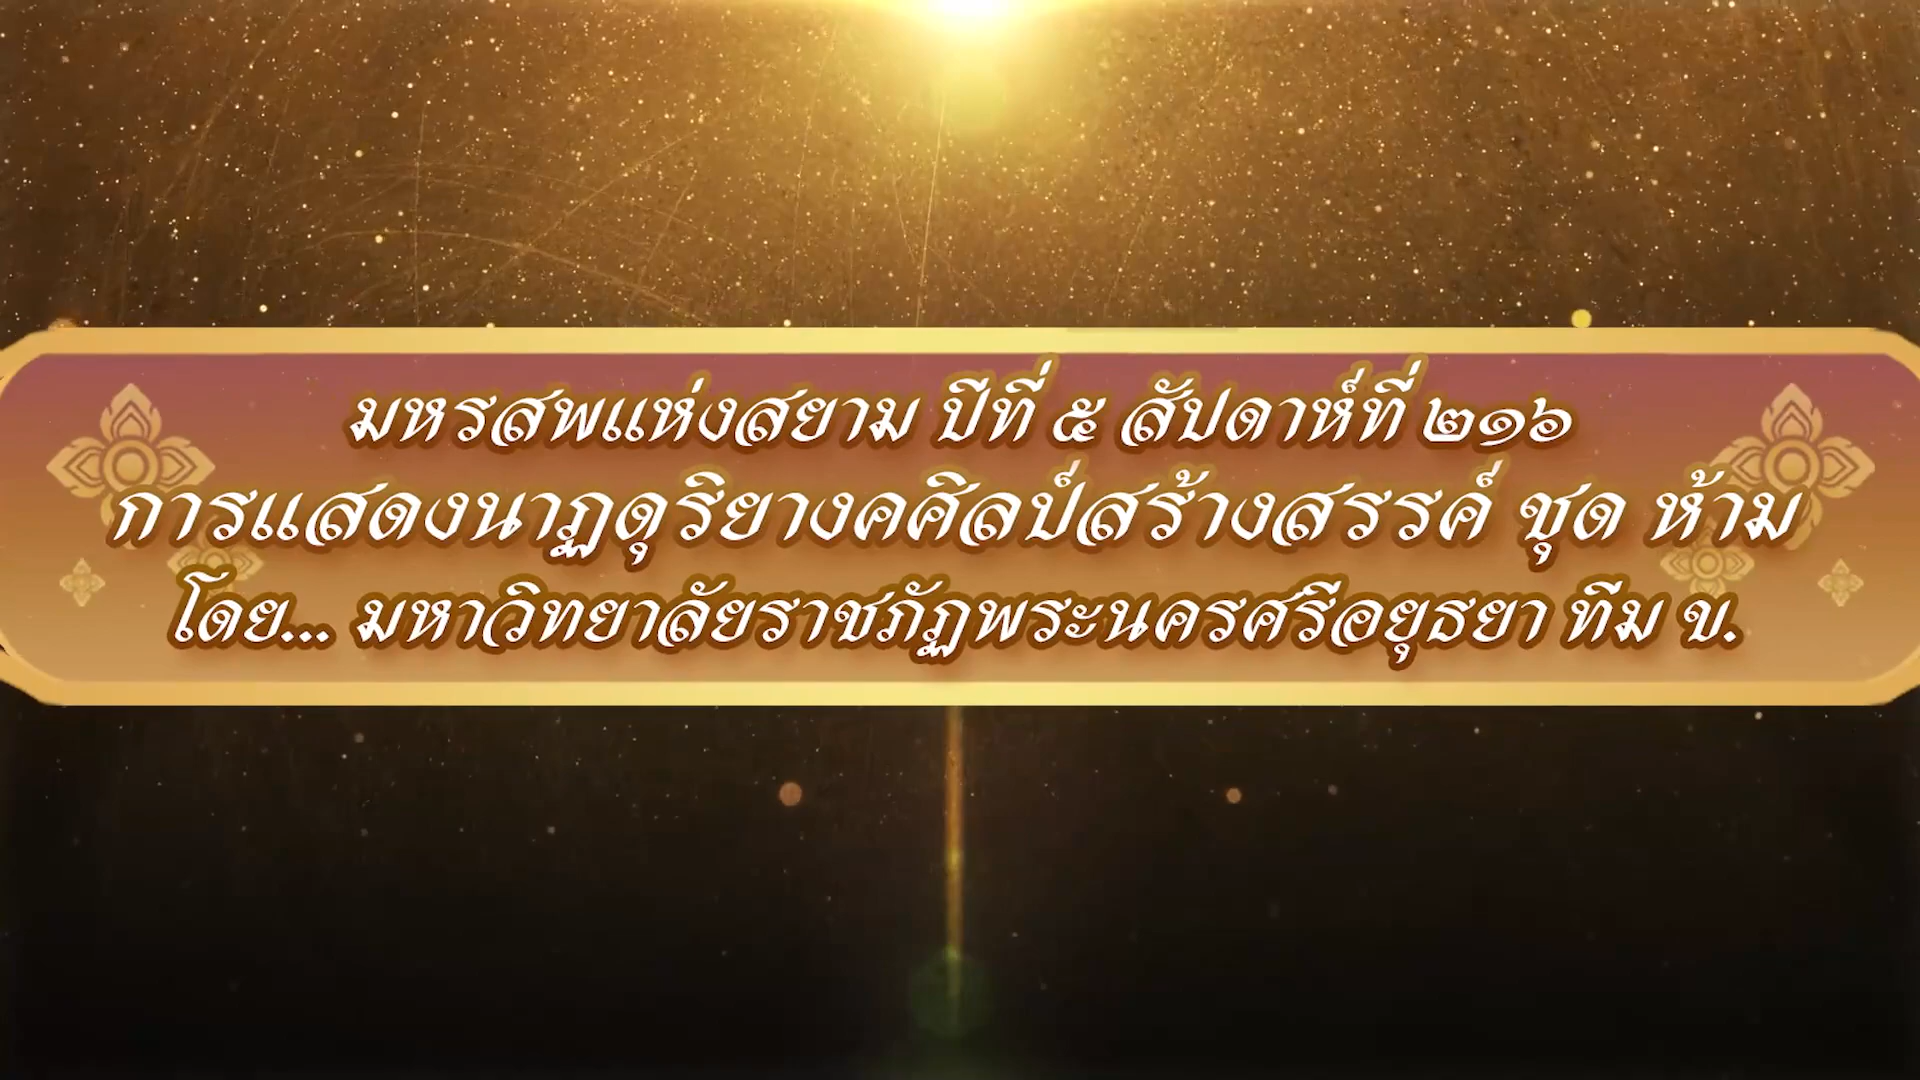 มหรสพแห่งสยาม ปีที่ ๕ สัปดาห์ที่ ๒๑๖
การแสดงนาฏดุริยางคศิลป์สร้างสรรค์ ชุด ห้าม
โดย... มหาวิทยาลัยราชภัฏพระนครศรีอยุธยา ทีม ข.